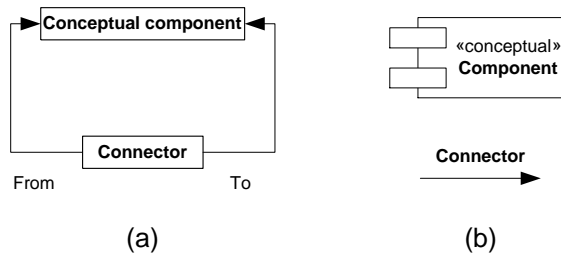 Conceptual component
Connector
From
To
(a)
«conceptual»
Component
Connector
(b)